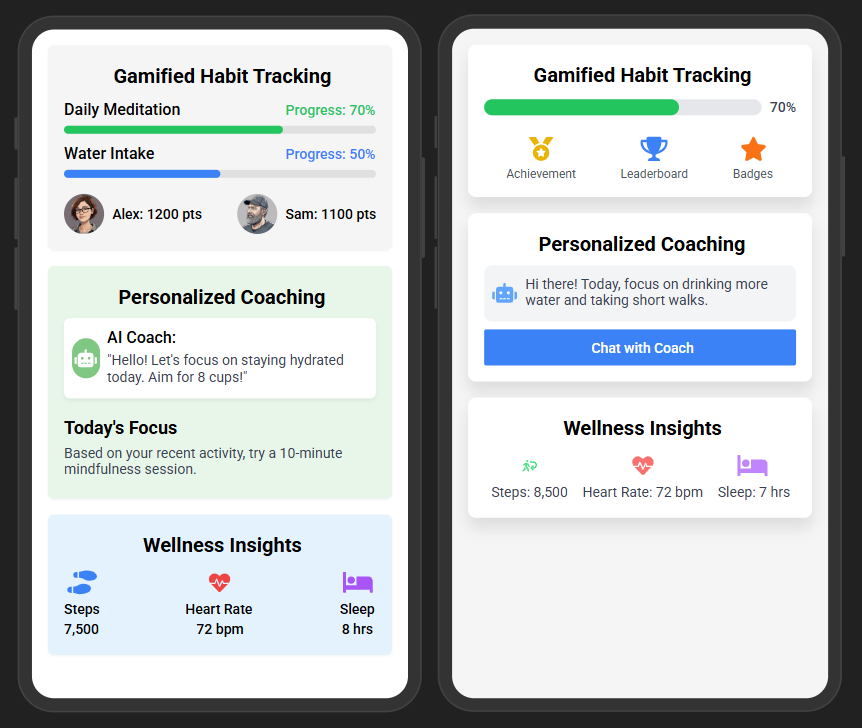 Gamified Habit Tracking
Daily Meditation Progress: 70%
Water Intake Progress: 50%
Alex: 1200 pts Sam: 1100 pts
Personalized Coaching
AI Coach:
"Hello! Let's focus on staying hydrated
today. Aim for 8 cups!"
Today's Focus
Based on your recent activity, try a 10-minute
mindfulness session.
Wellness Insights
Steps Heart Rate Sleep
7,500 72 bpm 8 hrs
Gamified Habit Tracking
70%
Achievement Leaderboard Badges
Personalized Coaching
Hi there! Today, focus on drinking more
water and taking short walks.
Chat with Coach
Wellness Insights
Steps: 8,500 Heart Rate: 72 bpm Sleep: 7 hrs